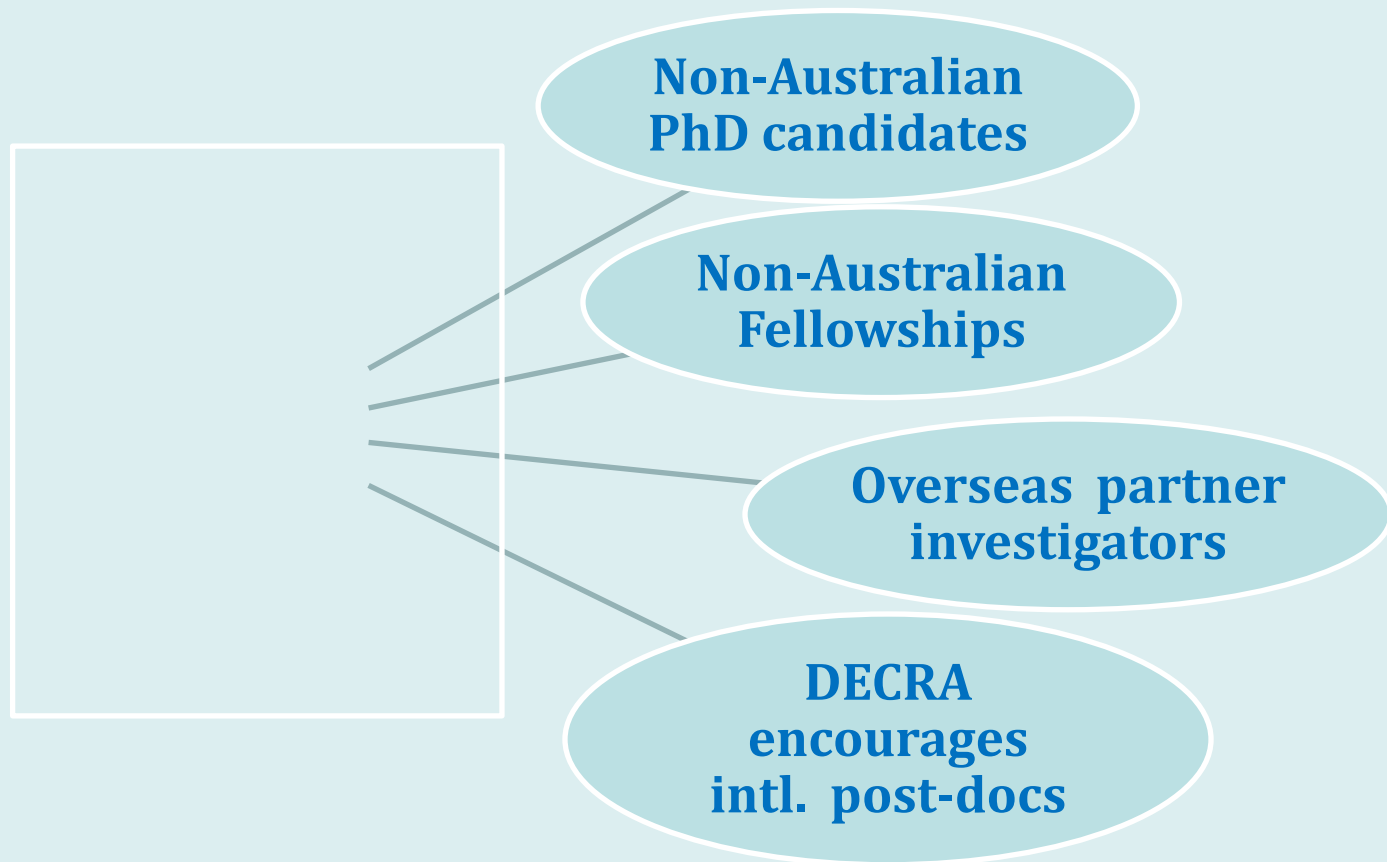 Non-Australian
PhD candidates
Non-Australian
Fellowships
Overseas partner
investigators
DECRA
encourages
intl. post-docs